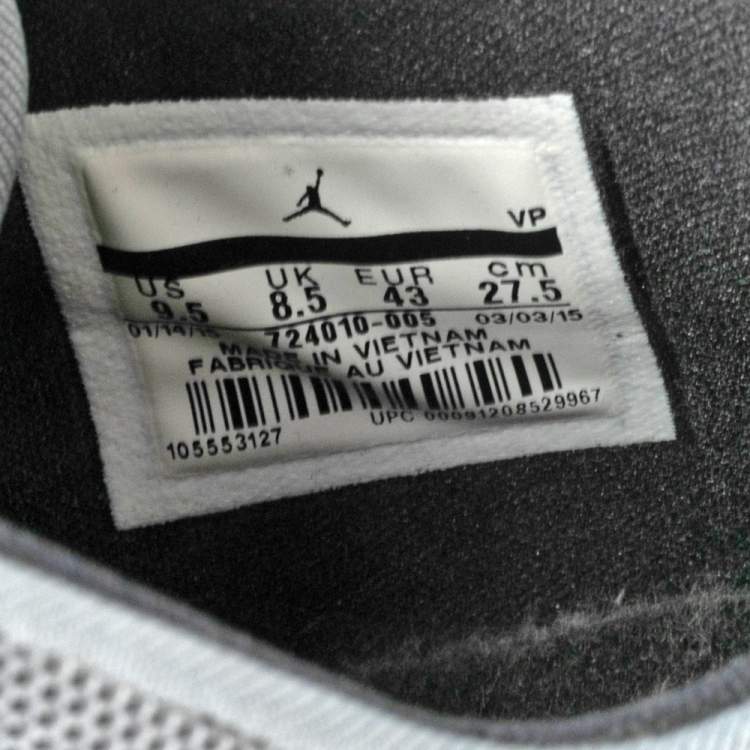 VP
US UK EUR cm
9.5 8.5 43 27.5
01/14/15 724010-005 03/03/15
MADE IN VIETNAM
FABRIQUE AU VIETNAM
UPC 00091208529967
105553127